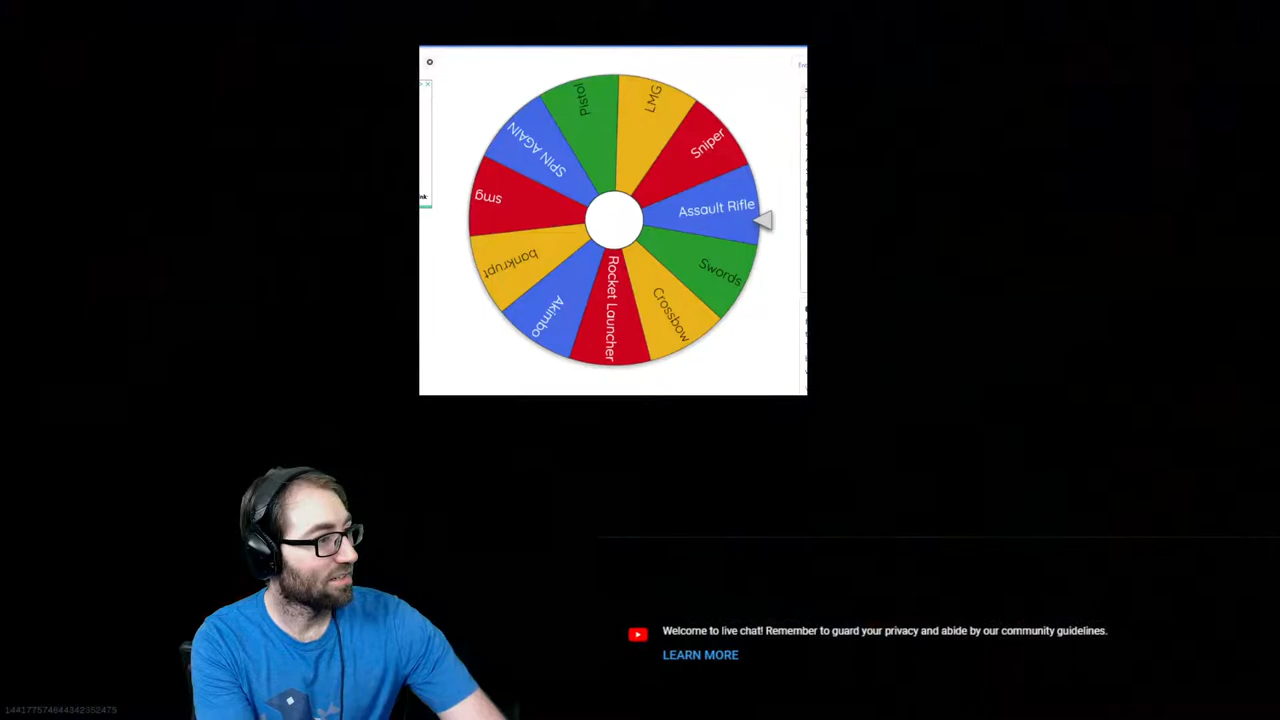 Pistol
LMG
SPIN AGAIN
Sniper
smg
Assault Rifle
bankrupt
Swords
Akimbo
Rocket Launcher
Crossbow
Welcome to live chat! Remember to guard your privacy and abide by our community guidelines.
LEARN MORE